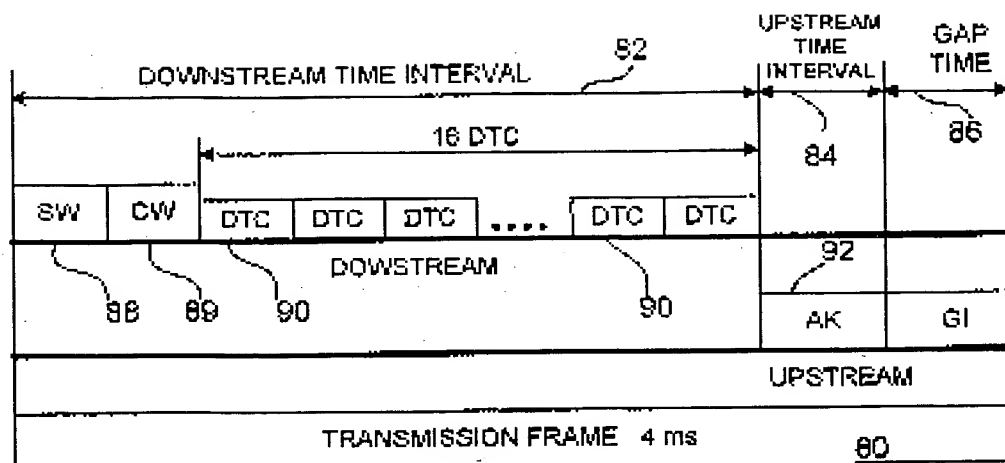 UPSTREAM TIME INTERVAL
GAP TIME
82
DOWNSTREAM TIME INTERVAL
84
86
16 DTC
SW CW DTC DTC DTC .... DTC DTC
DOWSTREAM
92
88 89 90 90
AK GI
UPSTREAM
TRANSMISSION FRAME 4 ms
80